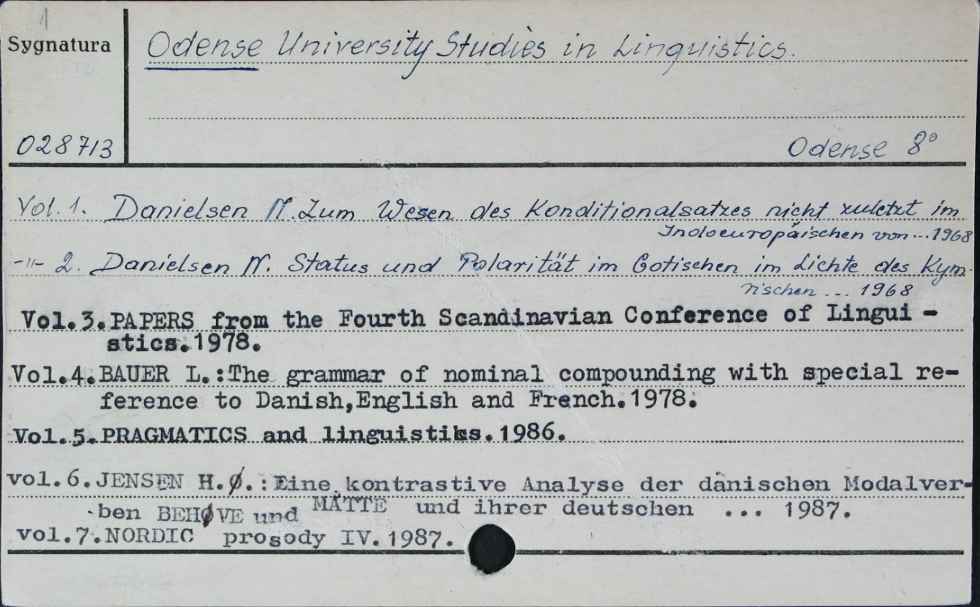 1
Sygnatura
Odense University Studies in Linguistics.
028713
Odense 8°
Vol. 1. Danielsen N. Zum Wesen des Konditionalsatzes nicht zuletzt im
Indoeuropäischen von ... 1968
-"- 2. Danielsen N. Status und Polarität im Gotischen im Lichte des Kym
rischen ... 1968
Vol.3.PAPERS from the Fourth Scandinavian Conference of Lingui-
stics.1978.
Vol.4.BAUER L.:The grammar of nominal compounding with special re-
ference to Danish,English and French.1978.
Vol.5.PRAGMATICS and linguistiks.1986.
vol.6.JENSEN H.Ø.:Eine kontrastive Analyse der dänischen Modalver-
ben BEHØVE und MÅTTE und ihrer deutschen ... 1987.
vol.7.NORDIC prosody IV.1987.